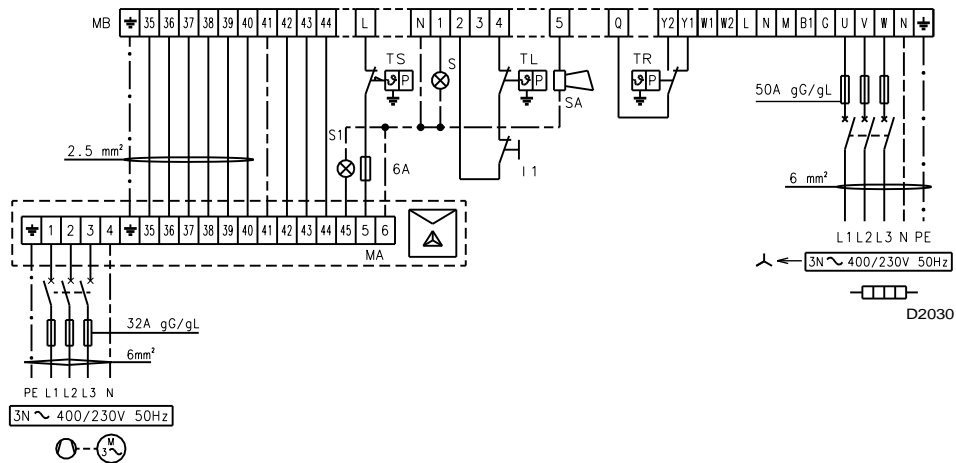 MB 35 36 37 38 39 40 41 42 43 44 L N 1 2 3 4 5 Q Y2 Y1 W1 W2 L N M B1 G U V W N
TS S TL TR
P P P
SA
50A gG/gL
S1
6A I1
2.5 mm²
6 mm²
1 2 3 4 35 36 37 38 39 40 41 42 43 44 45 5 6
MA
L1 L2 L3 N PE
3N ~ 400/230V 50Hz
D2030
32A gG/gL
6mm²
PE L1 L2 L3 N
3N ~ 400/230V 50Hz
M
3~